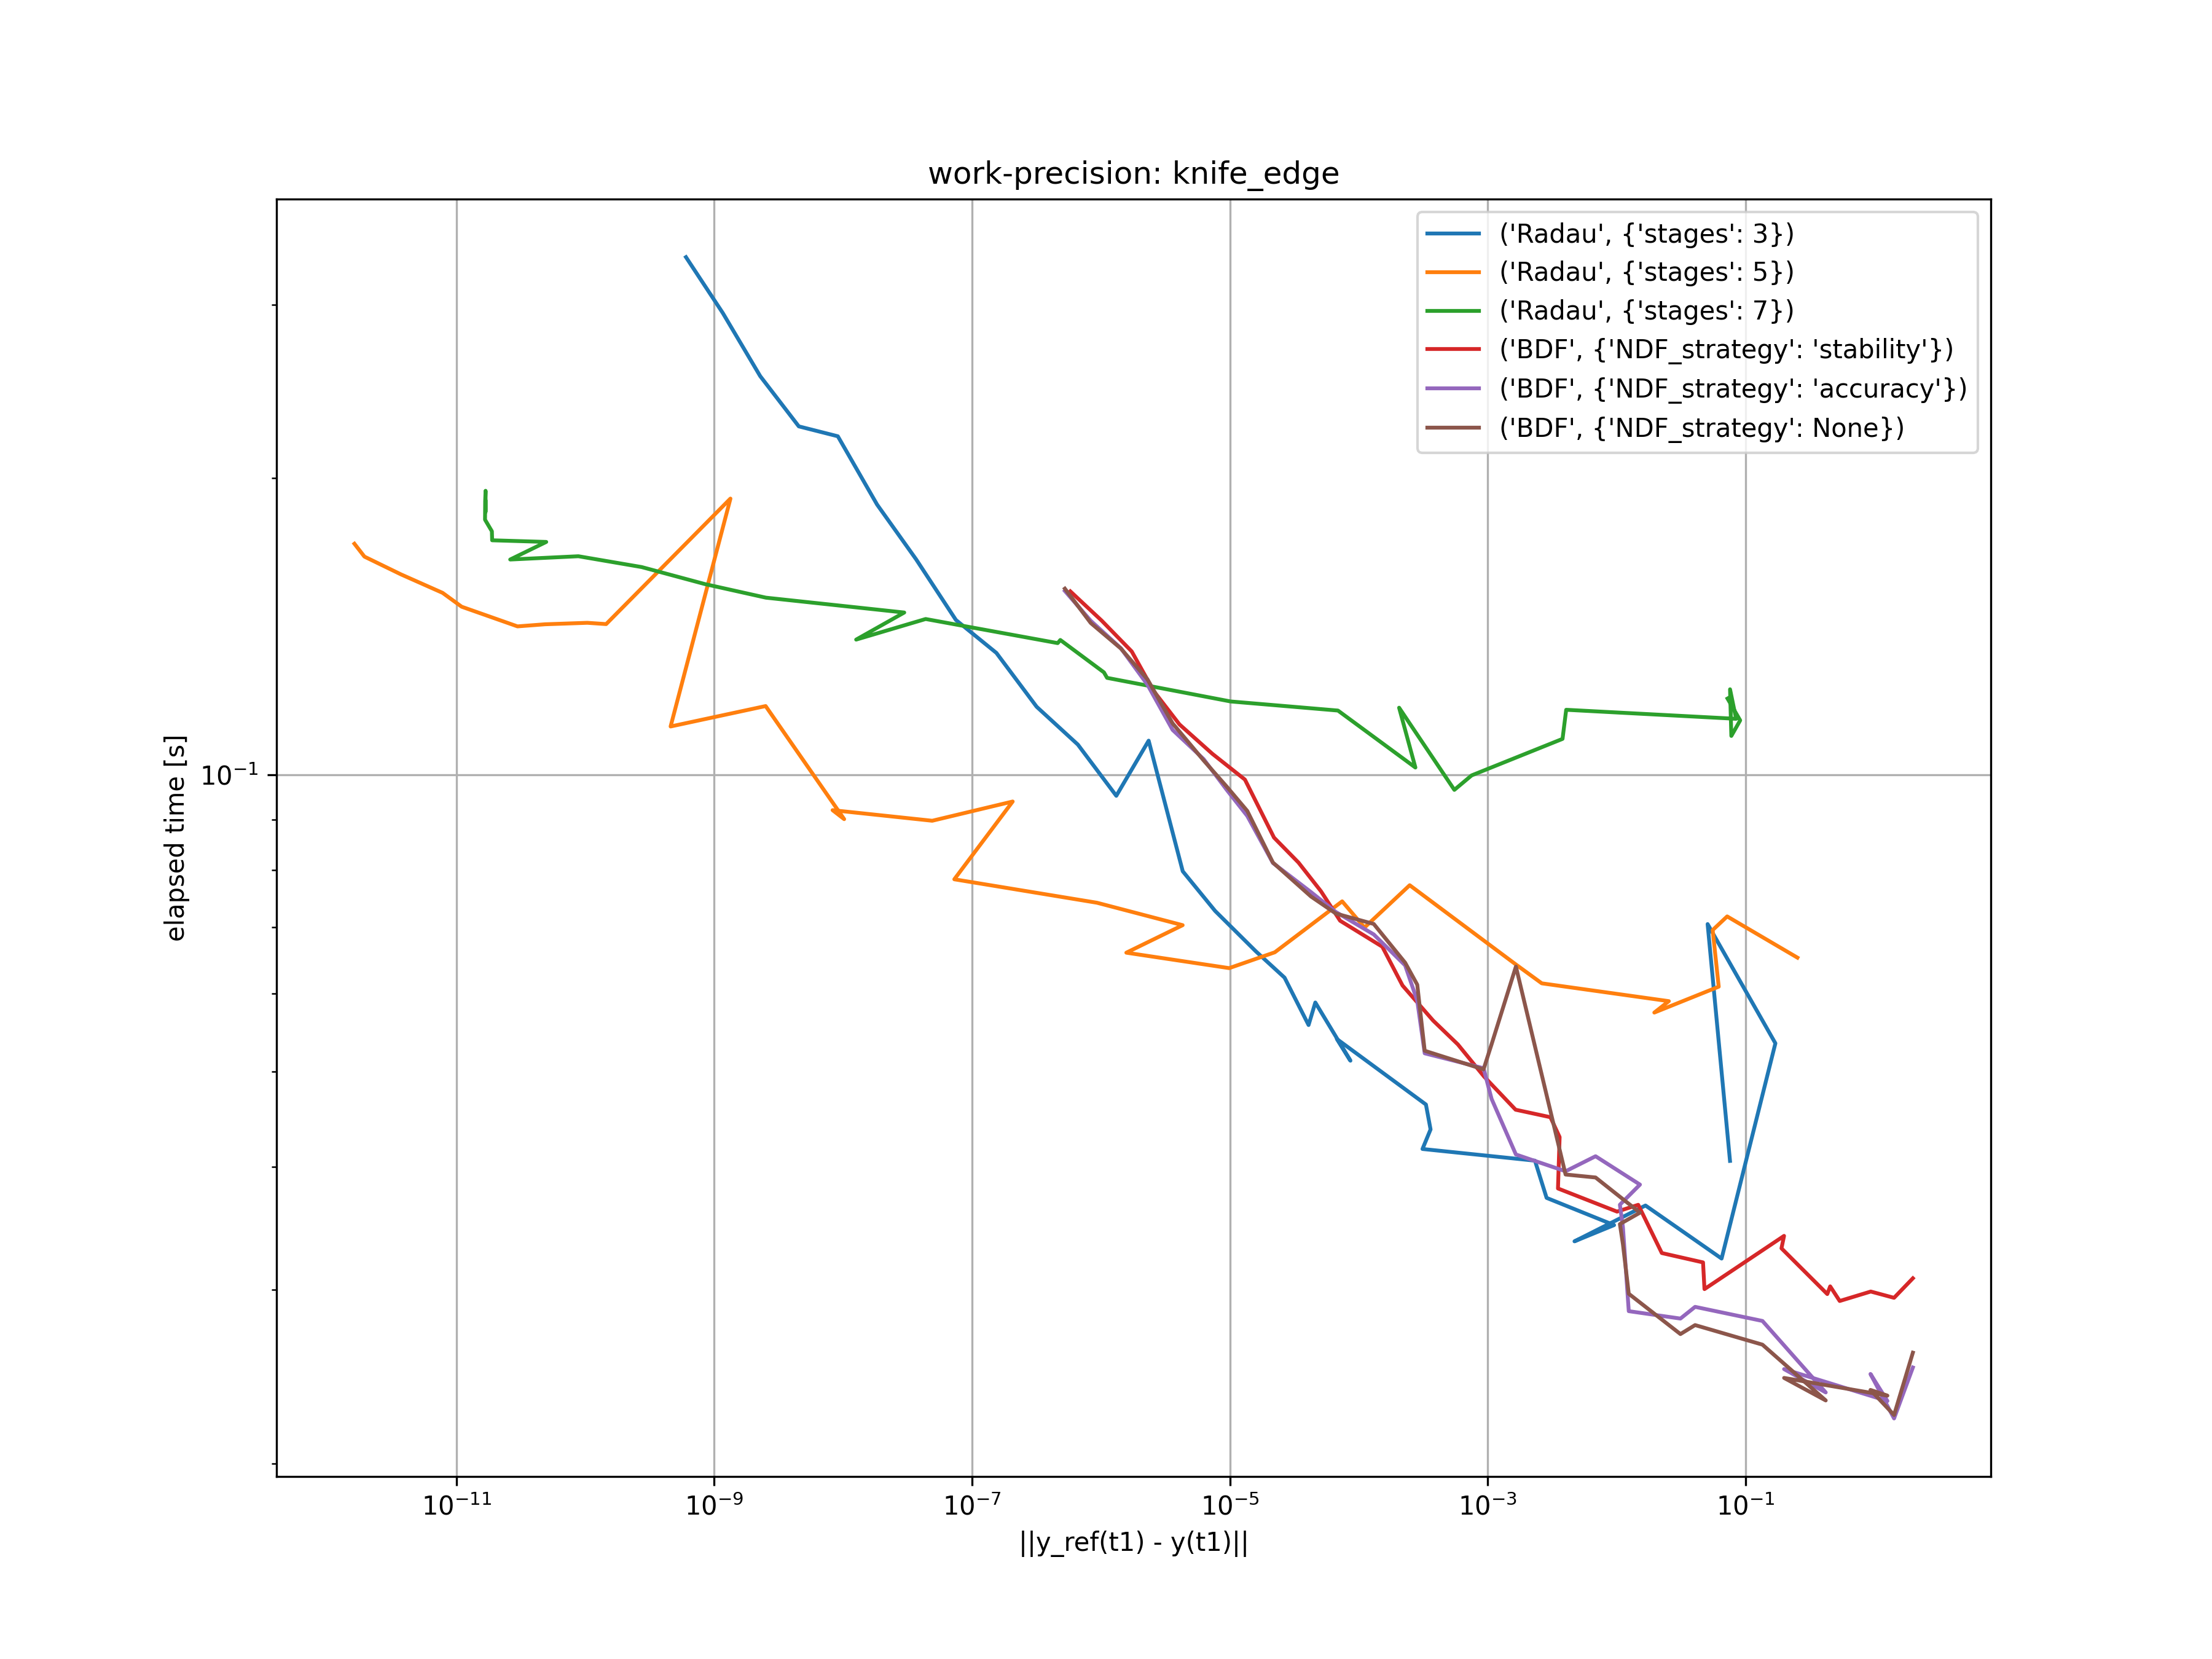 work-precision: knife_edge
('Radau', {'stages': 3})
('Radau', {'stages': 5})
('Radau', {'stages': 7})
('BDF', {'NDF_strategy': 'stability'})
('BDF', {'NDF_strategy': 'accuracy'})
('BDF', {'NDF_strategy': None})
elapsed time [s]
10⁻¹
10⁻¹¹ 10⁻⁹ 10⁻⁷ 10⁻⁵ 10⁻³ 10⁻¹
||y_ref(t1) - y(t1)||